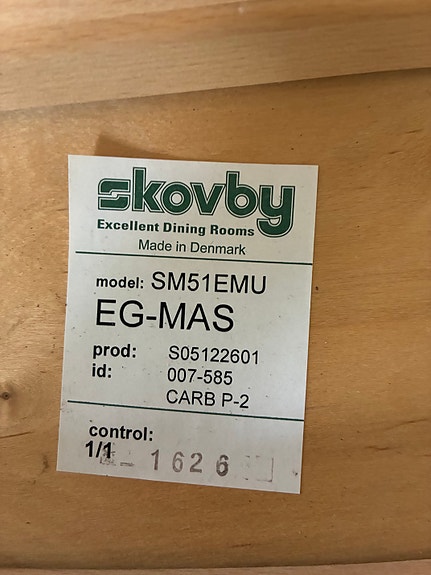 skovby
Excellent Dining Rooms
Made in Denmark
model: SM51EMU
EG-MAS
prod: S05122601
id: 007-585
CARB P-2
control:
1/1 1626